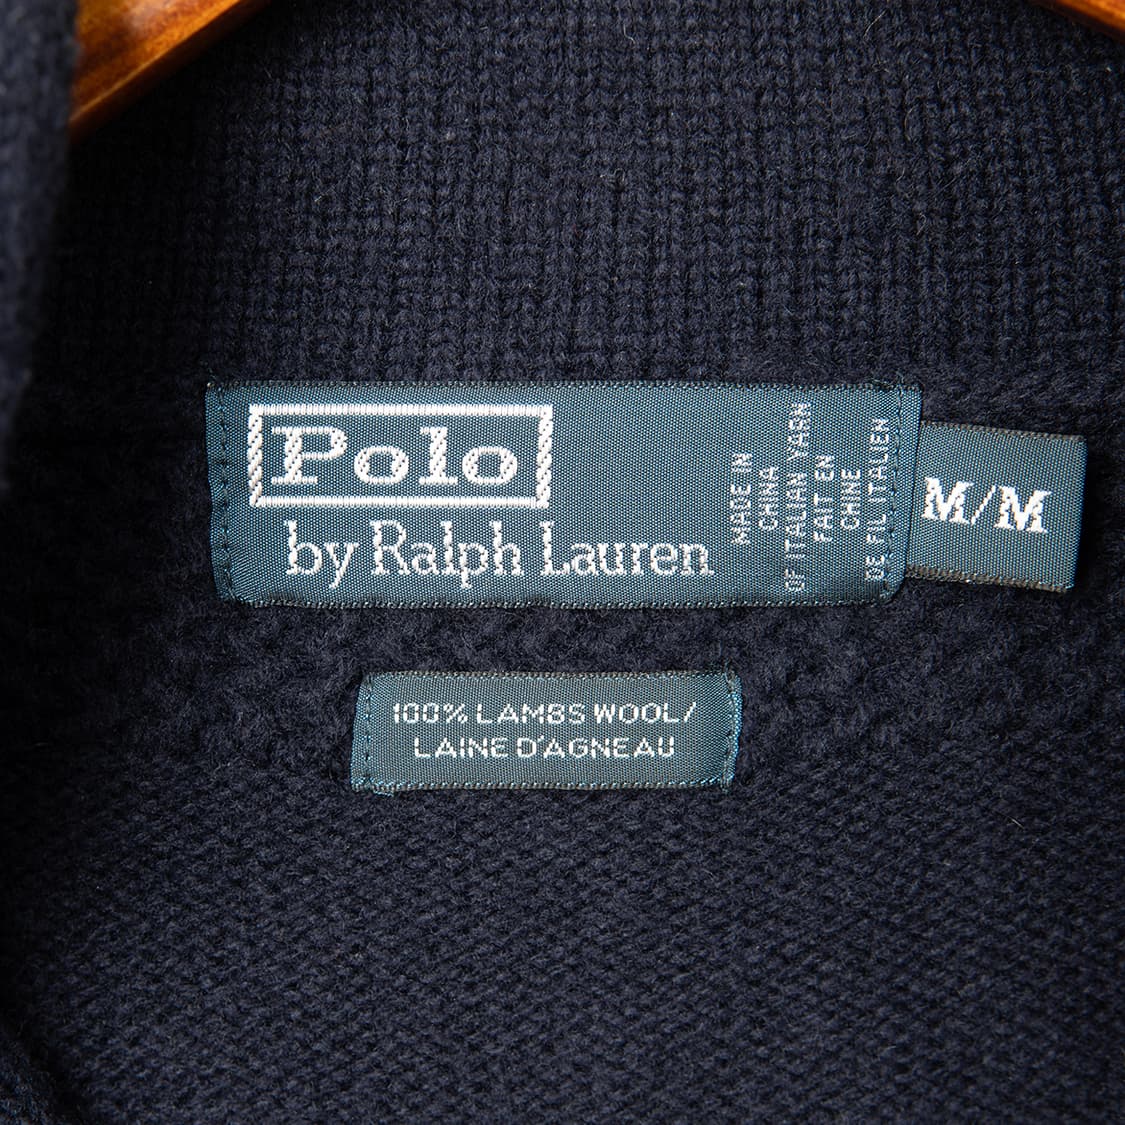 Polo
by Ralph Lauren
MADE IN
CHINA
OF ITALIAN YARN
FAIT EN
CHINE
DE FIL ITALIEN
M/M
100% LAMBS WOOL/
LAINE D'AGNEAU